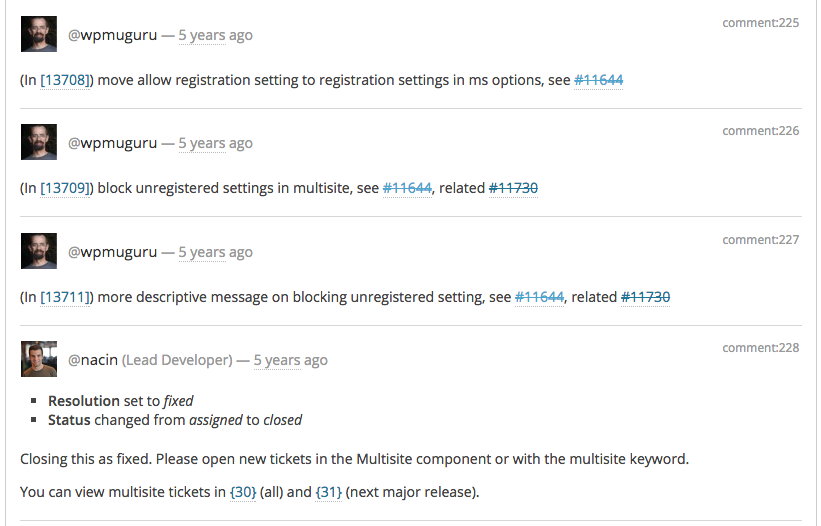 @wpmuguru — 5 years ago
comment:225
(In [13708]) move allow registration setting to registration settings in ms options, see #11644
@wpmuguru — 5 years ago
comment:226
(In [13709]) block unregistered settings in multisite, see #11644, related #11730
@wpmuguru — 5 years ago
comment:227
(In [13711]) more descriptive message on blocking unregistered setting, see #11644, related #11730
@nacin (Lead Developer) — 5 years ago
comment:228
▪ Resolution set to fixed
▪ Status changed from assigned to closed
Closing this as fixed. Please open new tickets in the Multisite component or with the multisite keyword.
You can view multisite tickets in {30} (all) and {31} (next major release).